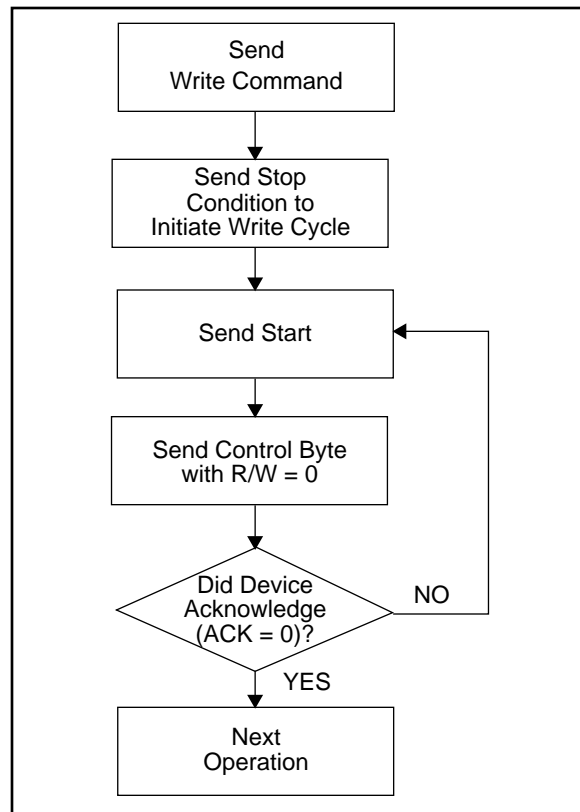 Send
Write Command
Send Stop
Condition to
Initiate Write Cycle
Send Start
Send Control Byte
with R/W = 0
Did Device
Acknowledge
(ACK = 0)?
NO
YES
Next
Operation